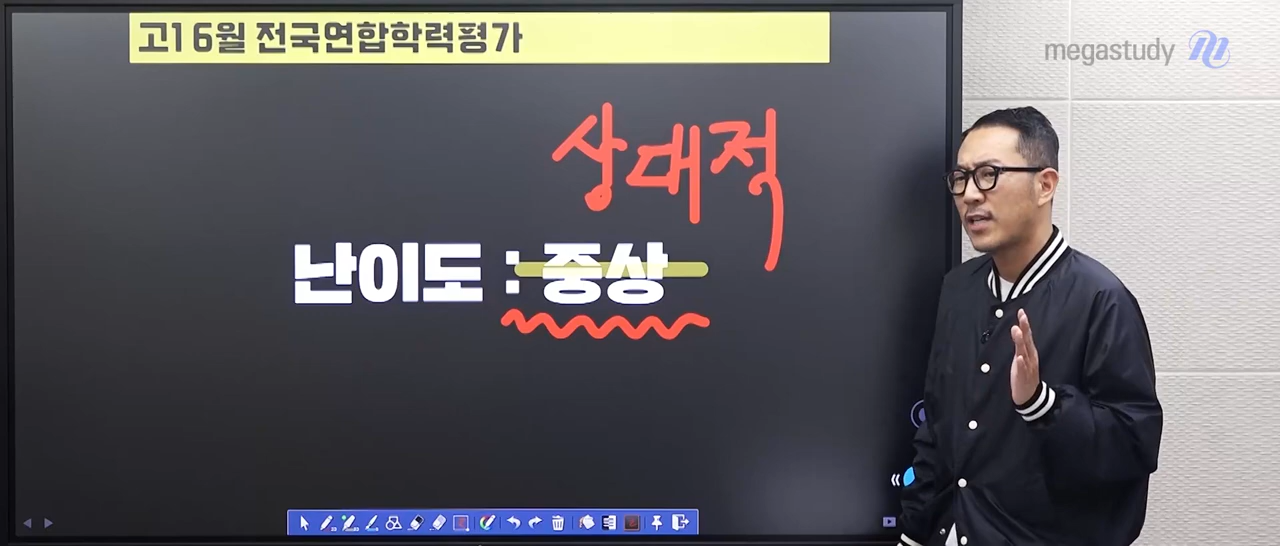 고1 6월 전국연합학력평가
megastudy
상대적
난이도 : 중상